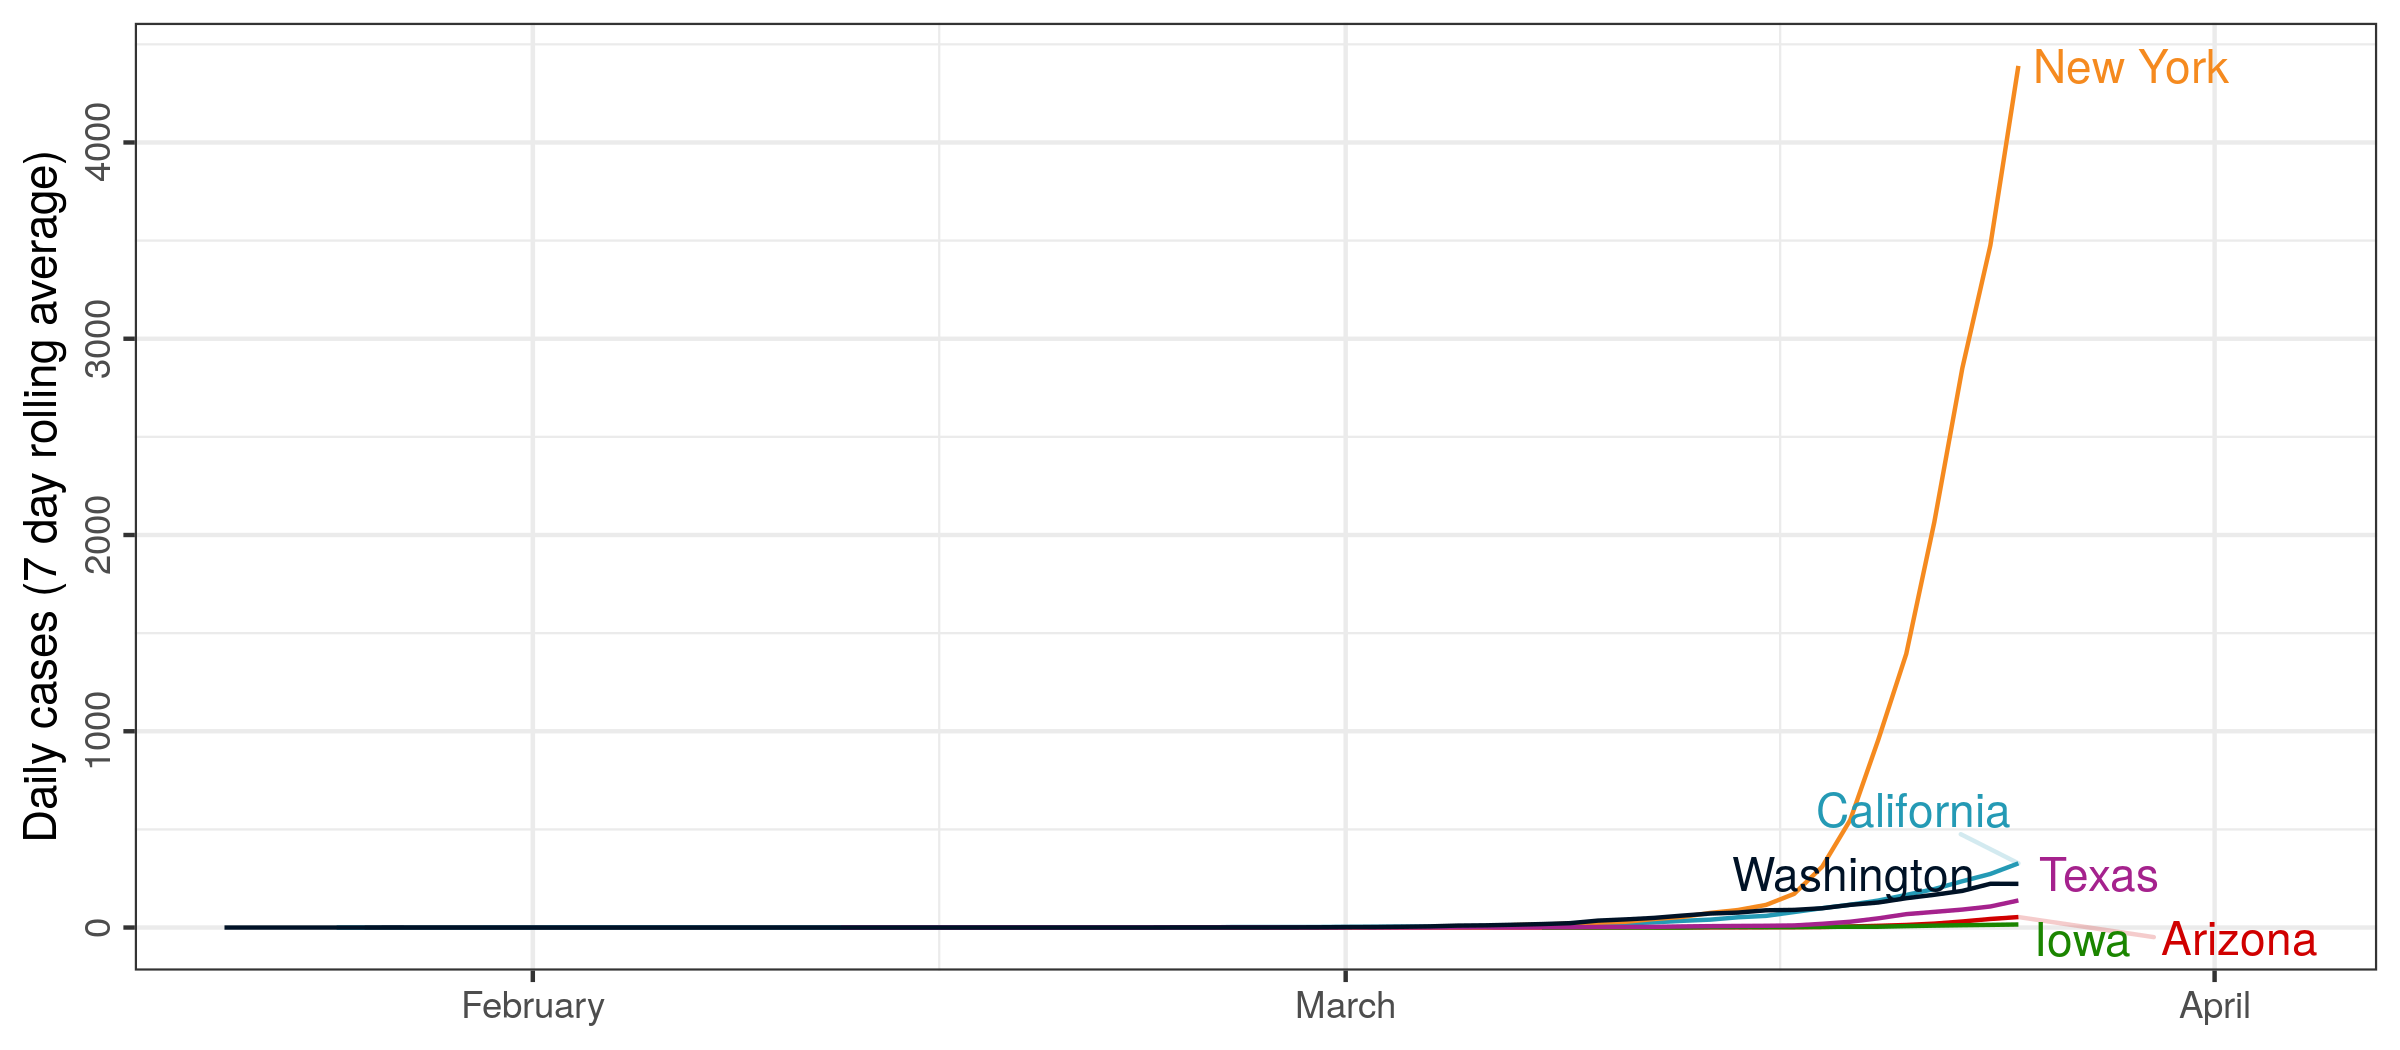 Daily cases (7 day rolling average)
4000
3000
2000
1000
0
New York
California
Washington
Texas
Iowa
Arizona
February
March
April